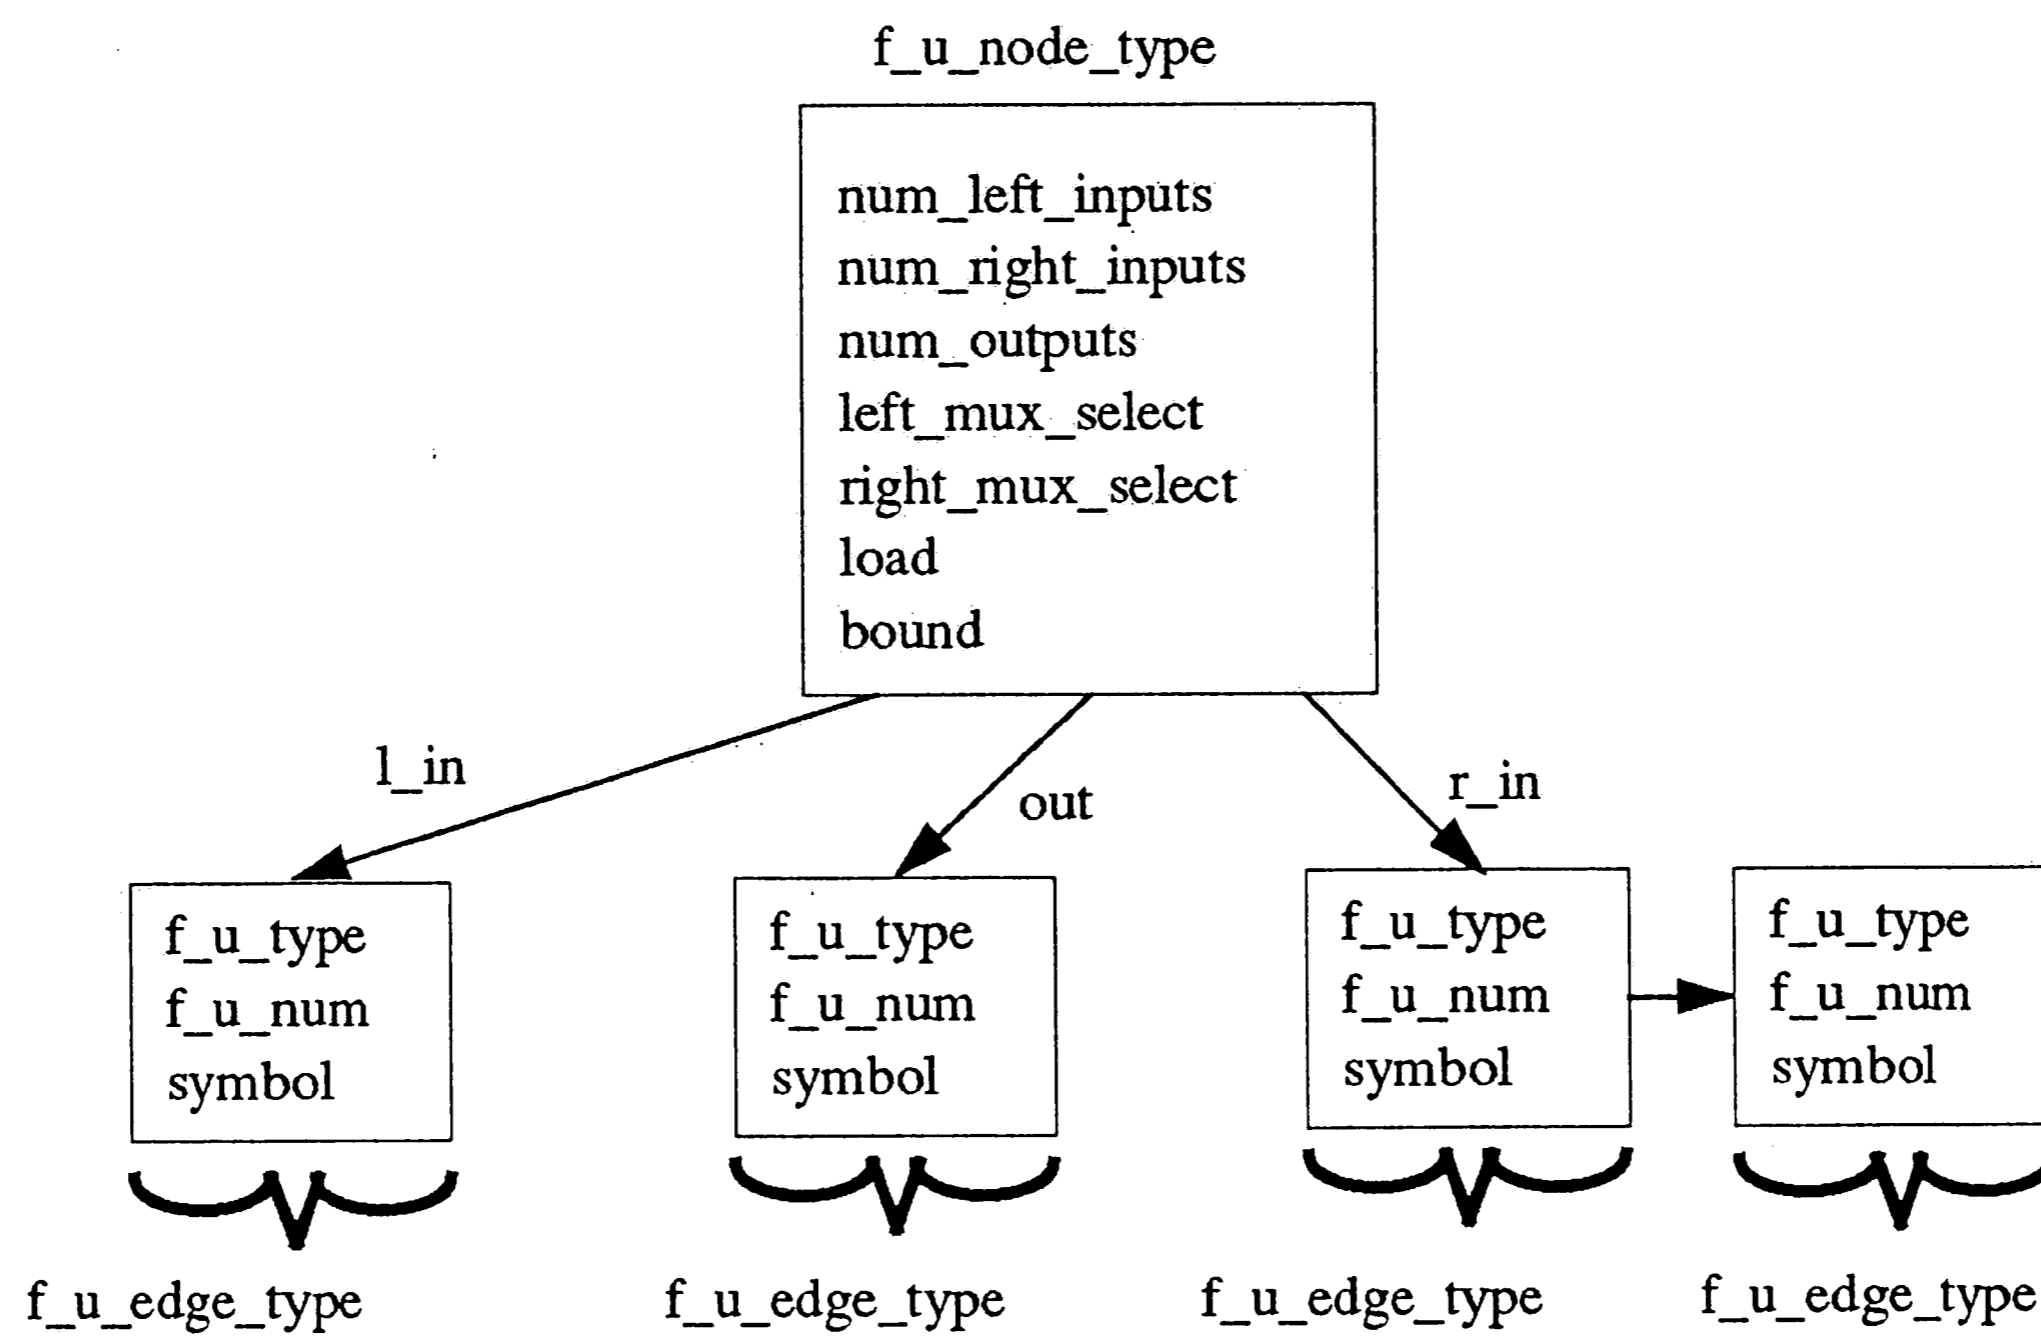 f_u_node_type
num_left_inputs
num_right_inputs
num_outputs
left_mux_select
right_mux_select
load
bound
l_in
out
r_in
f_u_type
f_u_num
symbol
f_u_type
f_u_num
symbol
f_u_type
f_u_num
symbol
f_u_type
f_u_num
symbol
f_u_edge_type
f_u_edge_type
f_u_edge_type
f_u_edge_type